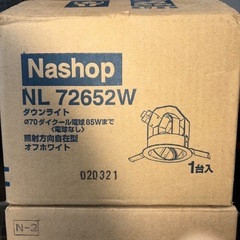 Nashop
NL 72652W
ダウンライト
Ø70ダイクール電球85Wまで
〈電球なし〉
照射方向自在型
オフホワイト
1台入
020321
N-2